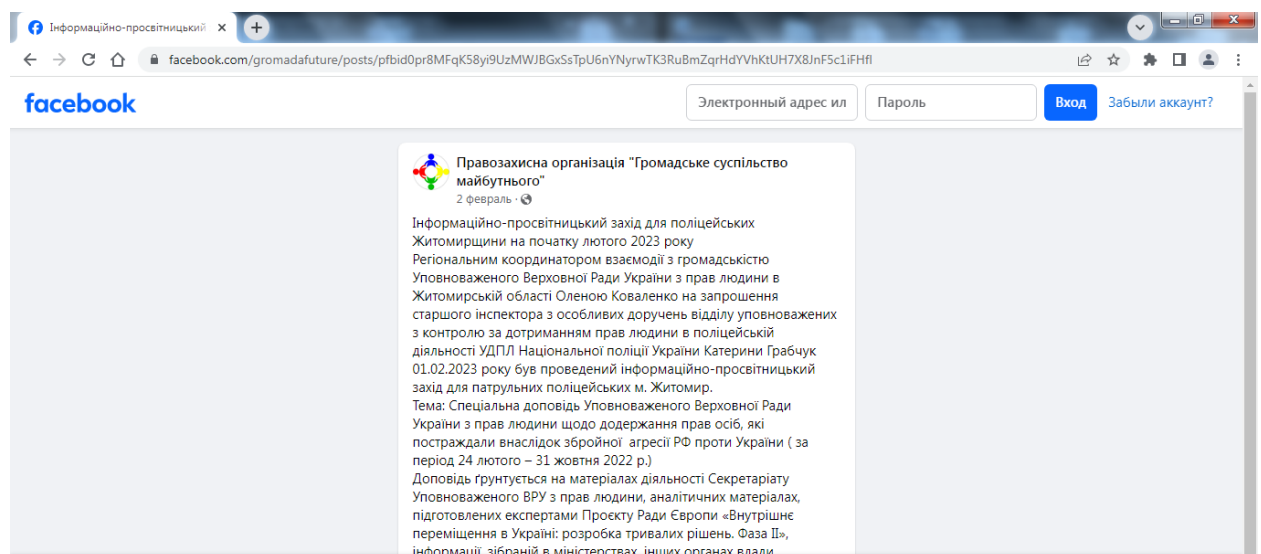 Інформаційно-просвітницький
facebook.com/gromadafuture/posts/pfbid0pr8MFqK58yi9UzMWJBGxSsTpU6nYNyrwTK3RuBmZqrHdYVhKtUH7X8JnF5c1iFHfl
facebook
Электронный адрес ил
Пароль
Вход
Забыли аккаунт?
Правозахисна організація "Громадське суспільство
майбутнього"
2 февраль ·
Інформаційно-просвітницький захід для поліцейських
Житомирщини на початку лютого 2023 року
Регіональним координатором взаємодії з громадськістю
Уповноваженого Верховної Ради України з прав людини в
Житомирській області Оленою Коваленко на запрошення
старшого інспектора з особливих доручень відділу уповноважених
з контролю за дотриманням прав людини в поліцейській
діяльності УДПЛ Національної поліції України Катерини Грабчук
01.02.2023 року був проведений інформаційно-просвітницький
захід для патрульних поліцейських м. Житомир.
Тема: Спеціальна доповідь Уповноваженого Верховної Ради
України з прав людини щодо додержання прав осіб, які
постраждали внаслідок збройної  агресії РФ проти України ( за
період 24 лютого – 31 жовтня 2022 р.)
Доповідь ґрунтується на матеріалах діяльності Секретаріату
Уповноваженого ВРУ з прав людини, аналітичних матеріалах,
підготовлених експертами Проєкту Ради Європи «Внутрішнє
переміщення в Україні: розробка тривалих рішень. Фаза ІІ»,
інформації, зібраній в міністерствах, інших органах влади